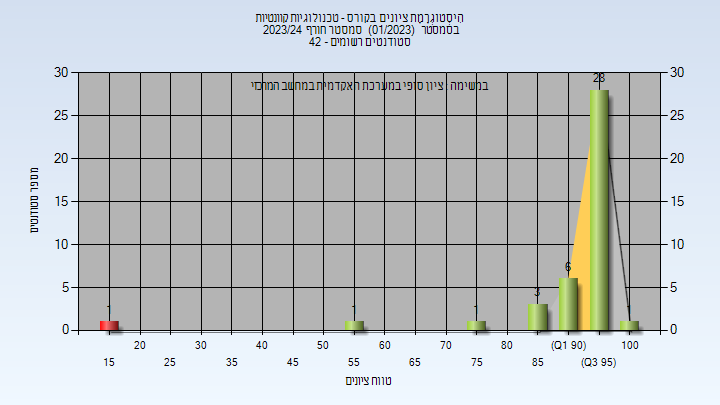 היסטוגרמת ציונים בקורס - טכנולוגיות קוונטיות
בסמסטר (01/2023) סמסטר חורף 2023/24
סטודנטים רשומים - 42
במשימה : ציון סופי במערכת האקדמית במחשב המרכזי
מספר סטודנטים
30 30
25 25
20 20
15 15
10 10
5 5
0 0
28
6
3
1 1 1 1
20 30 40 50 60 70 80 (Q1 90) 100
15 25 35 45 55 65 75 85 (Q3 95)
טווח ציונים